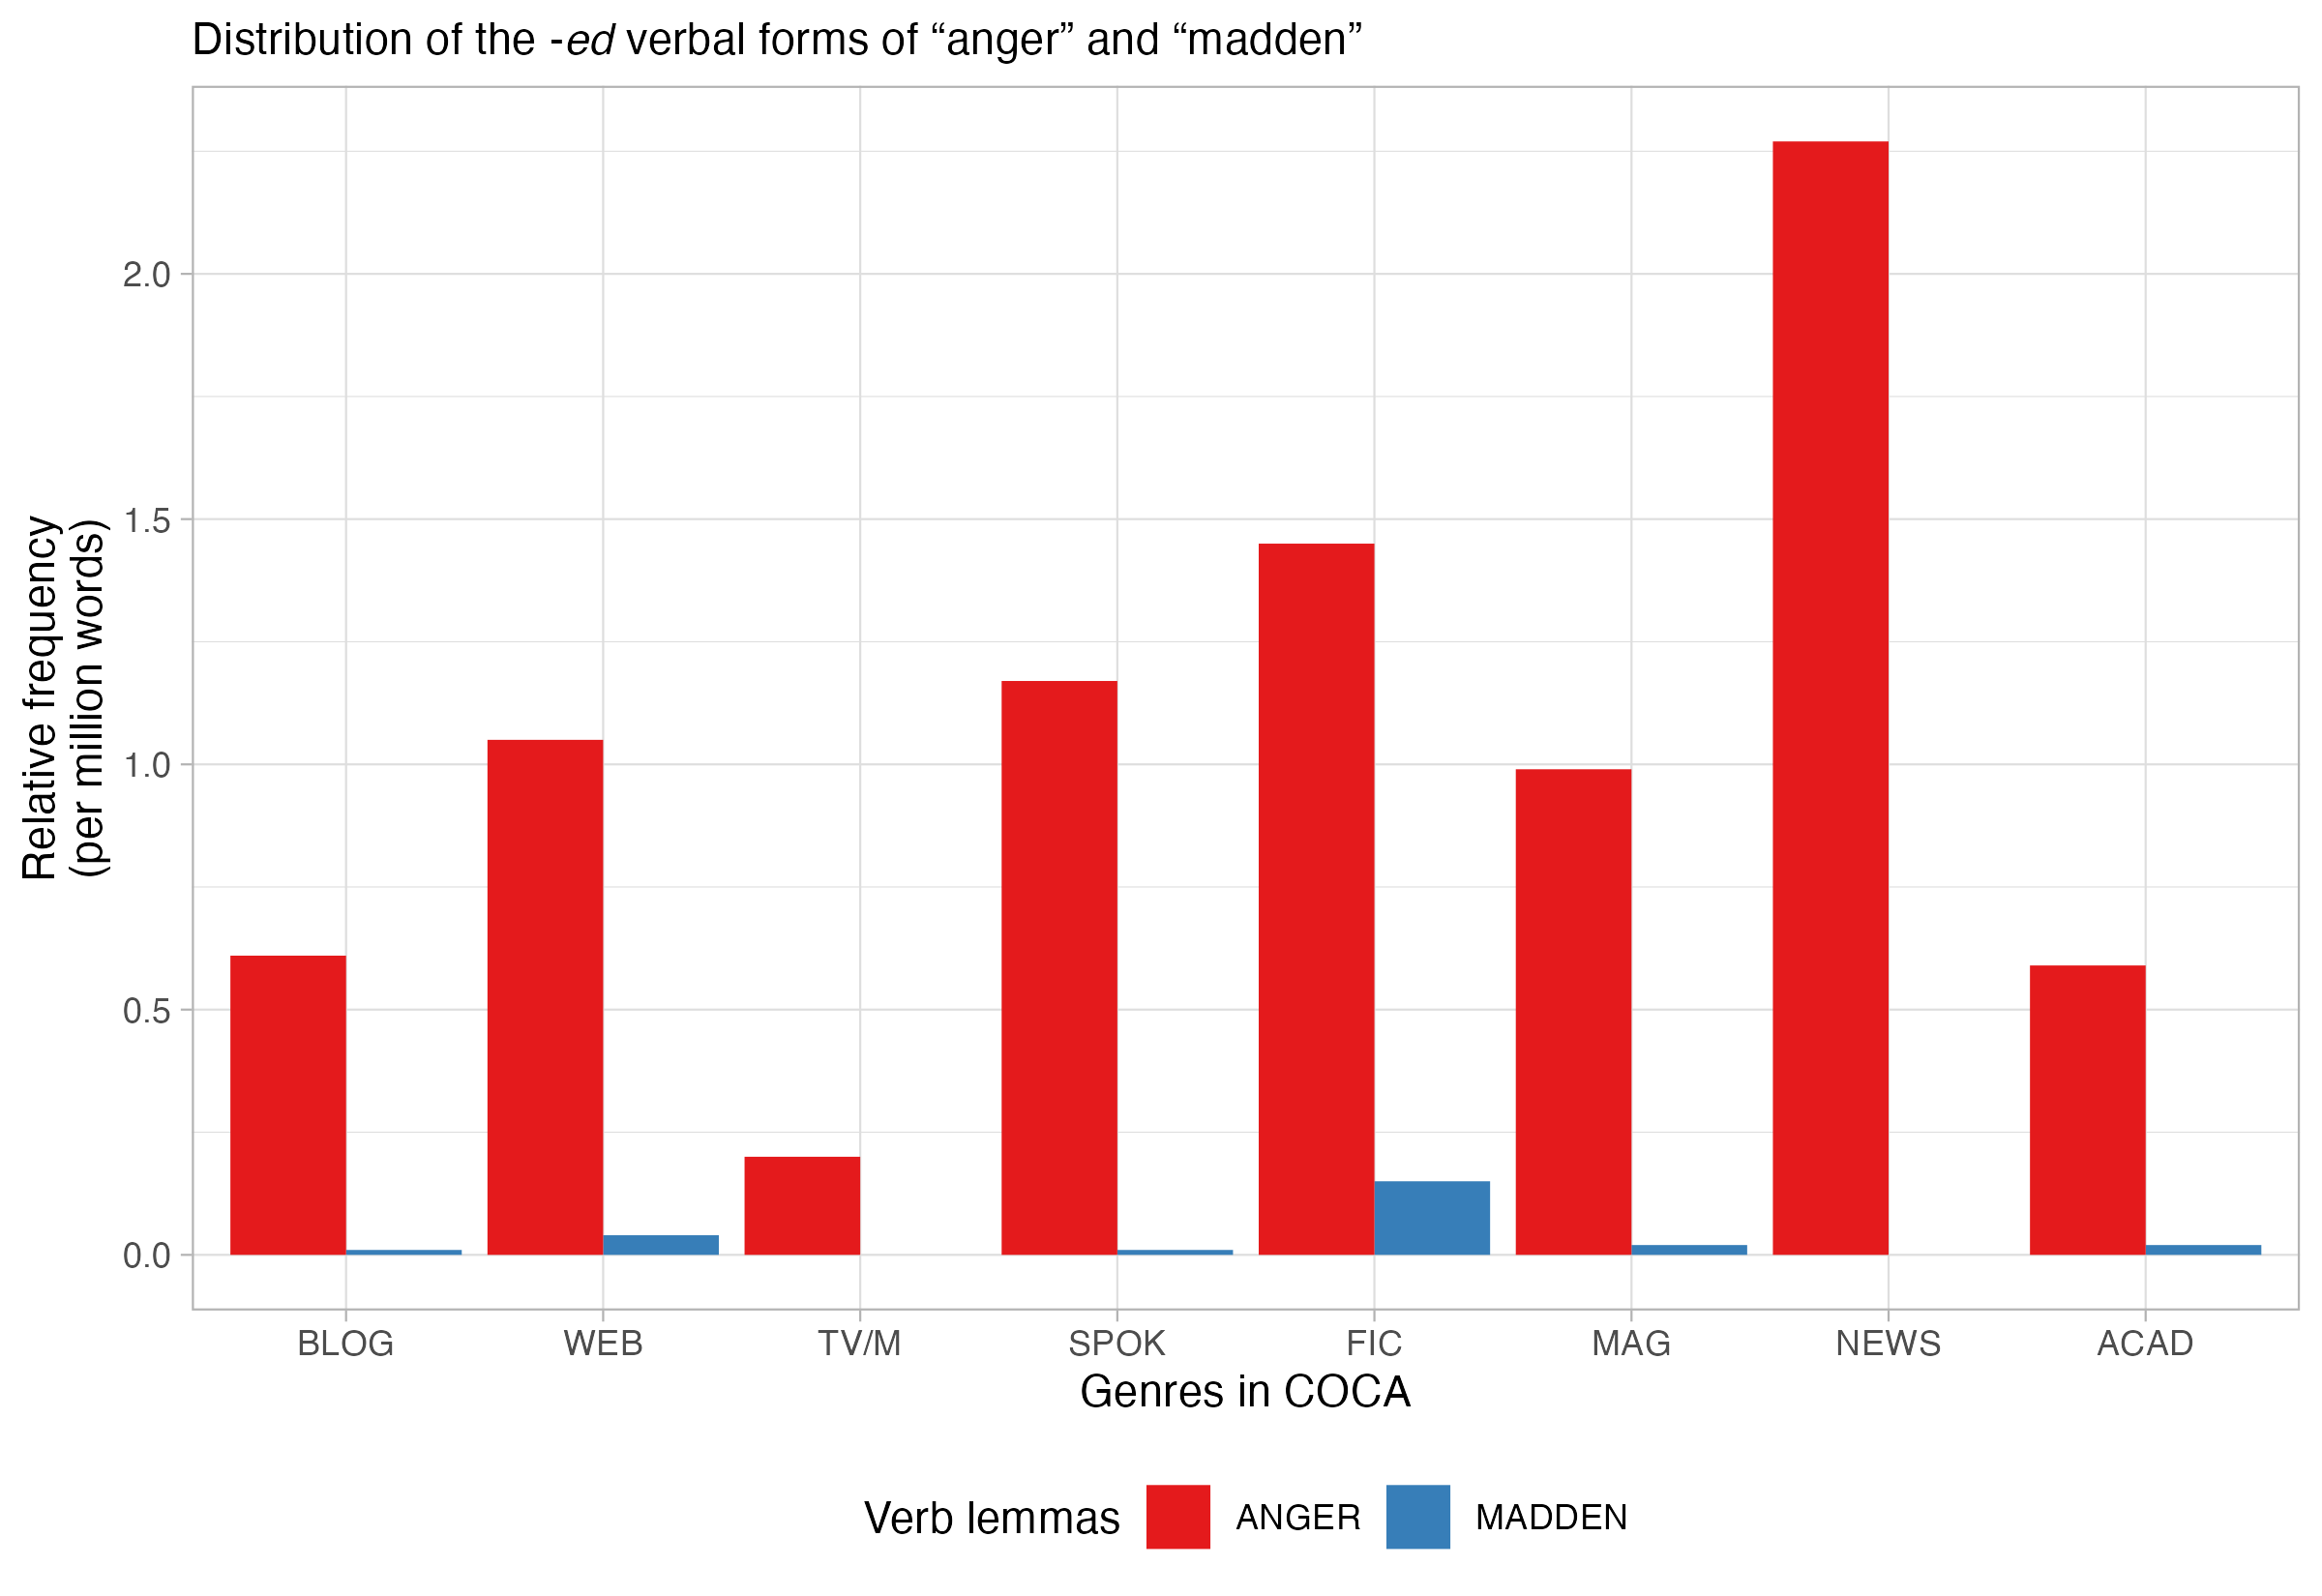 Distribution of the -ed verbal forms of “anger” and “madden”
Relative frequency
(per million words)
2.0
1.5
1.0
0.5
0.0
BLOG WEB TV/M SPOK FIC MAG NEWS ACAD
Genres in COCA
Verb lemmas ANGER MADDEN